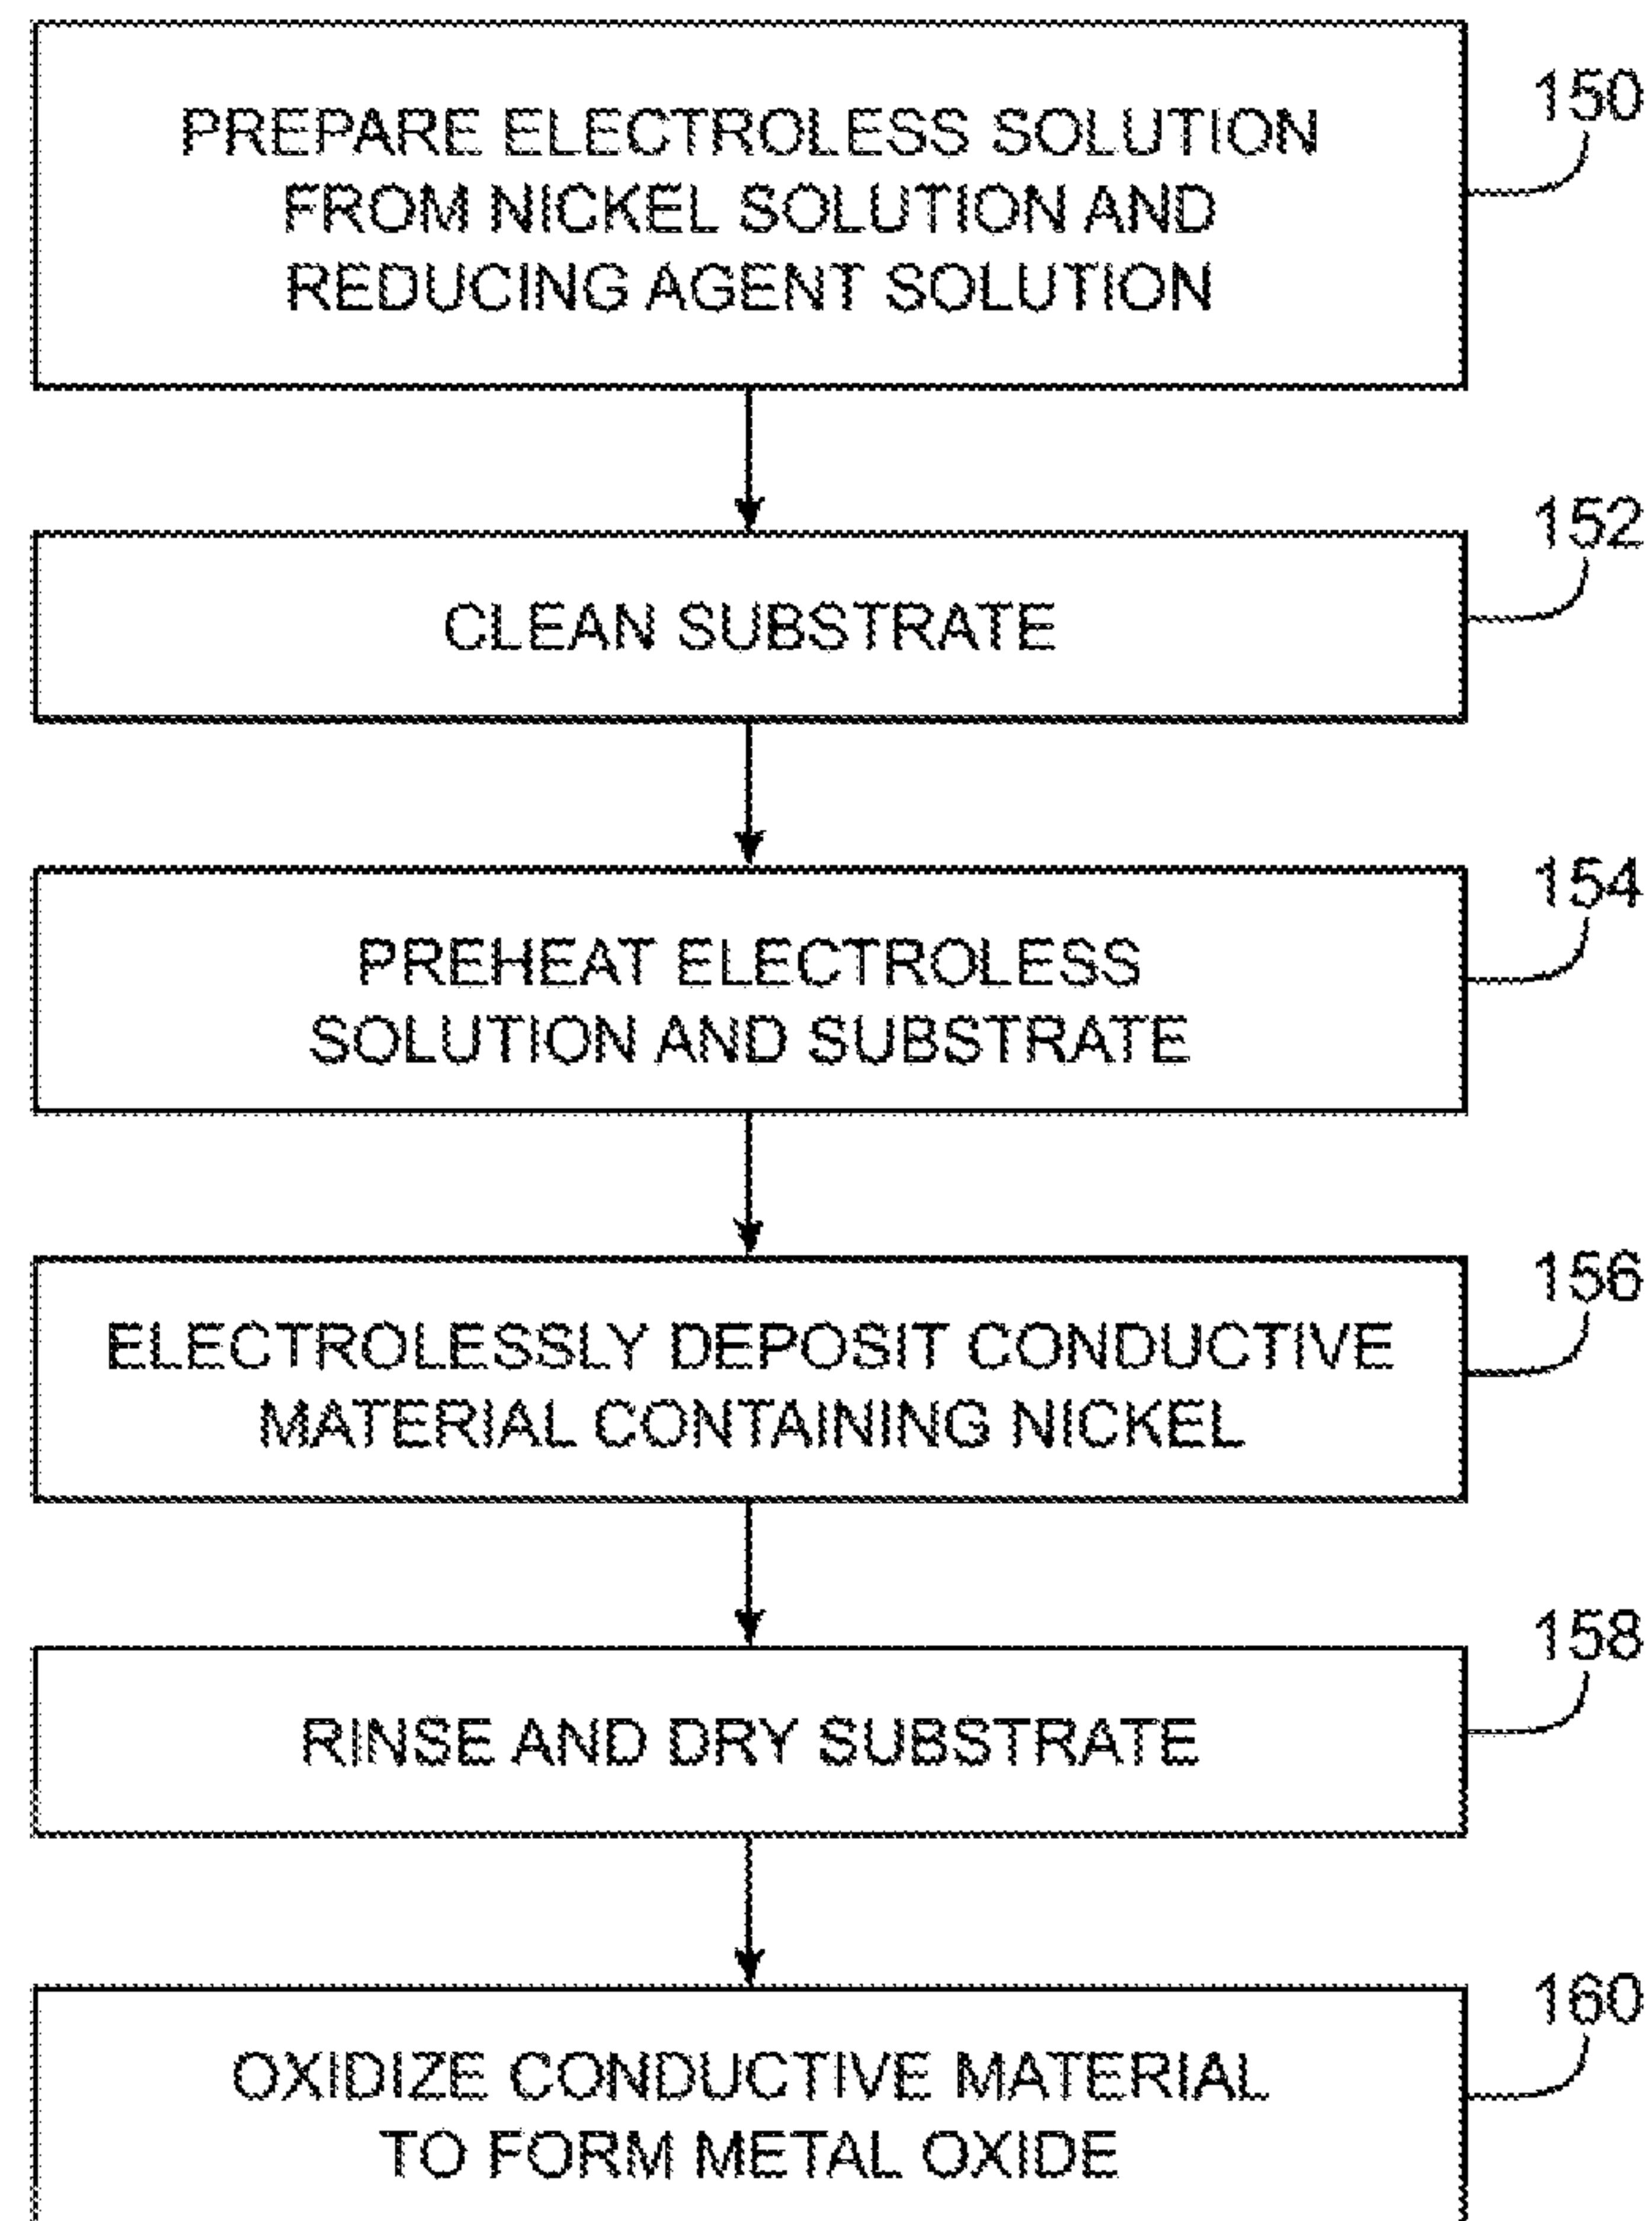 PREPARE ELECTROLESS SOLUTION
FROM NICKEL SOLUTION AND
REDUCING AGENT SOLUTION
150
CLEAN SUBSTRATE
152
PREHEAT ELECTROLESS
SOLUTION AND SUBSTRATE
154
ELECTROLESSLY DEPOSIT CONDUCTIVE
MATERIAL CONTAINING NICKEL
156
RINSE AND DRY SUBSTRATE
158
OXIDIZE CONDUCTIVE MATERIAL
TO FORM METAL OXIDE
160